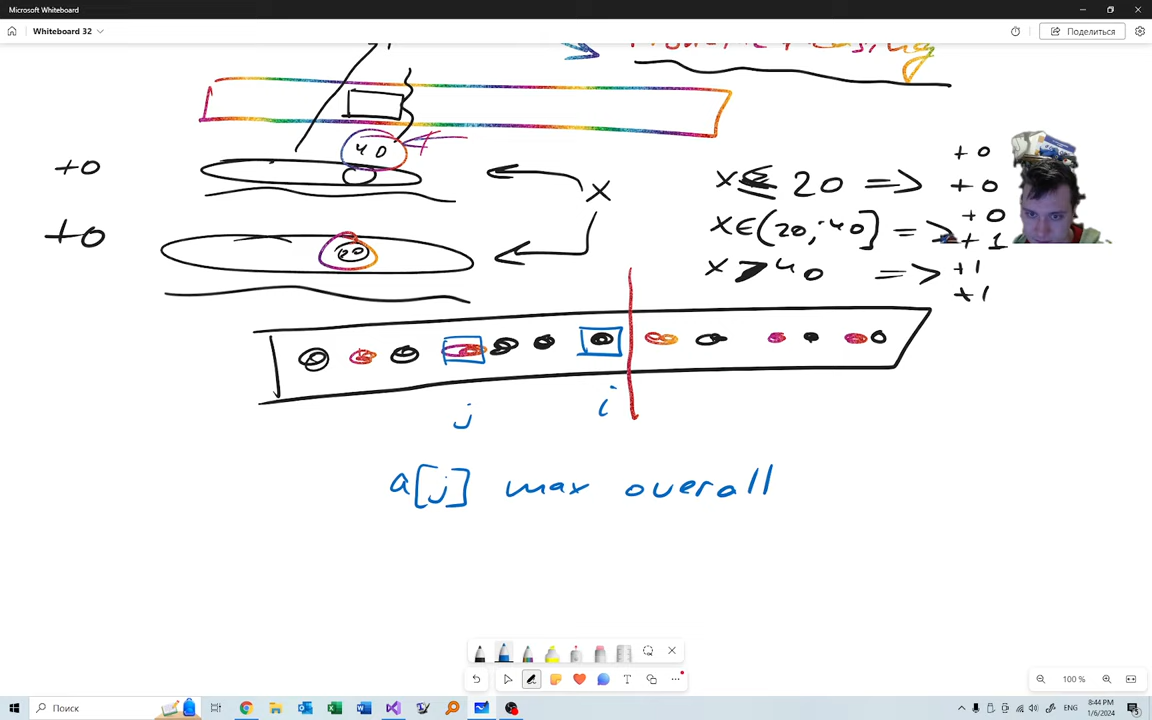 Microsoft Whiteboard
Whiteboard 32
Поделиться
40
+0
+0
X
20
x ≤ 20 => +0 +0
x ∈ (20; 40] => +0 +1
x > 40 => +1 +1
j
i
a[j] max overall
100 %
Поиск
ENG
8:44 PM
1/6/2024